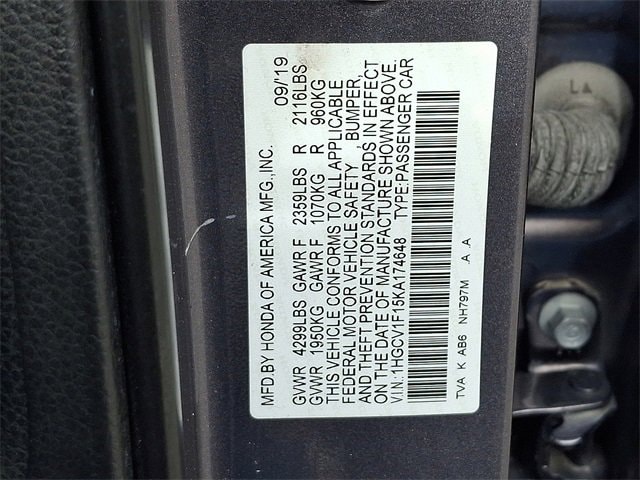 MFD.BY HONDA OF AMERICA MFG.,INC. 09/'19
GVWR 4299LBS GAWR F 2359LBS R 2116LBS
GVWR 1950KG GAWR F 1070KG R 960KG
THIS VEHICLE CONFORMS TO ALL APPLICABLE
FEDERAL MOTOR VEHICLE SAFETY , BUMPER,
AND THEFT PREVENTION STANDARDS IN EFFECT
ON THE DATE OF MANUFACTURE SHOWN ABOVE.
V.I.N.:1HGCV1F15KA174648 TYPE:PASSENGER CAR
TVA K AB6 NH797M A A